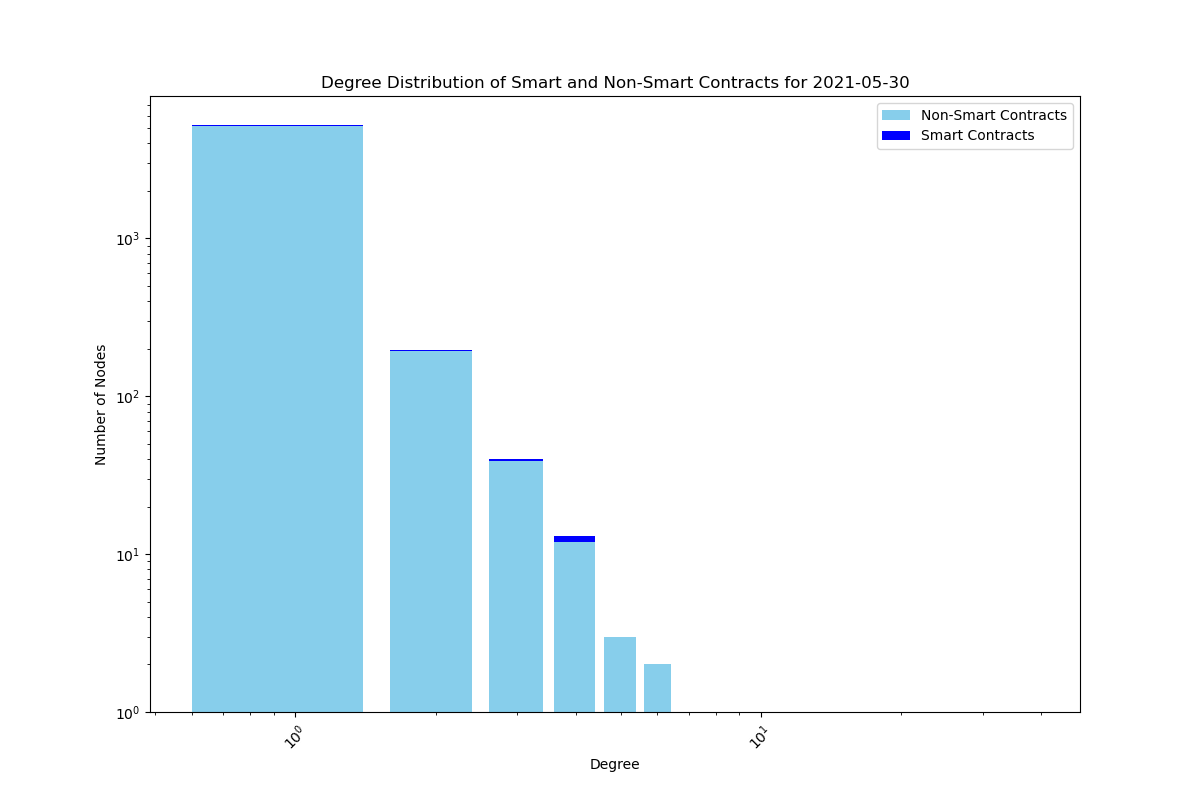 Degree Distribution of Smart and Non-Smart Contracts for 2021-05-30
Non-Smart Contracts
Smart Contracts
Number of Nodes
10³
10²
10¹
10⁰
10⁰
10¹
Degree